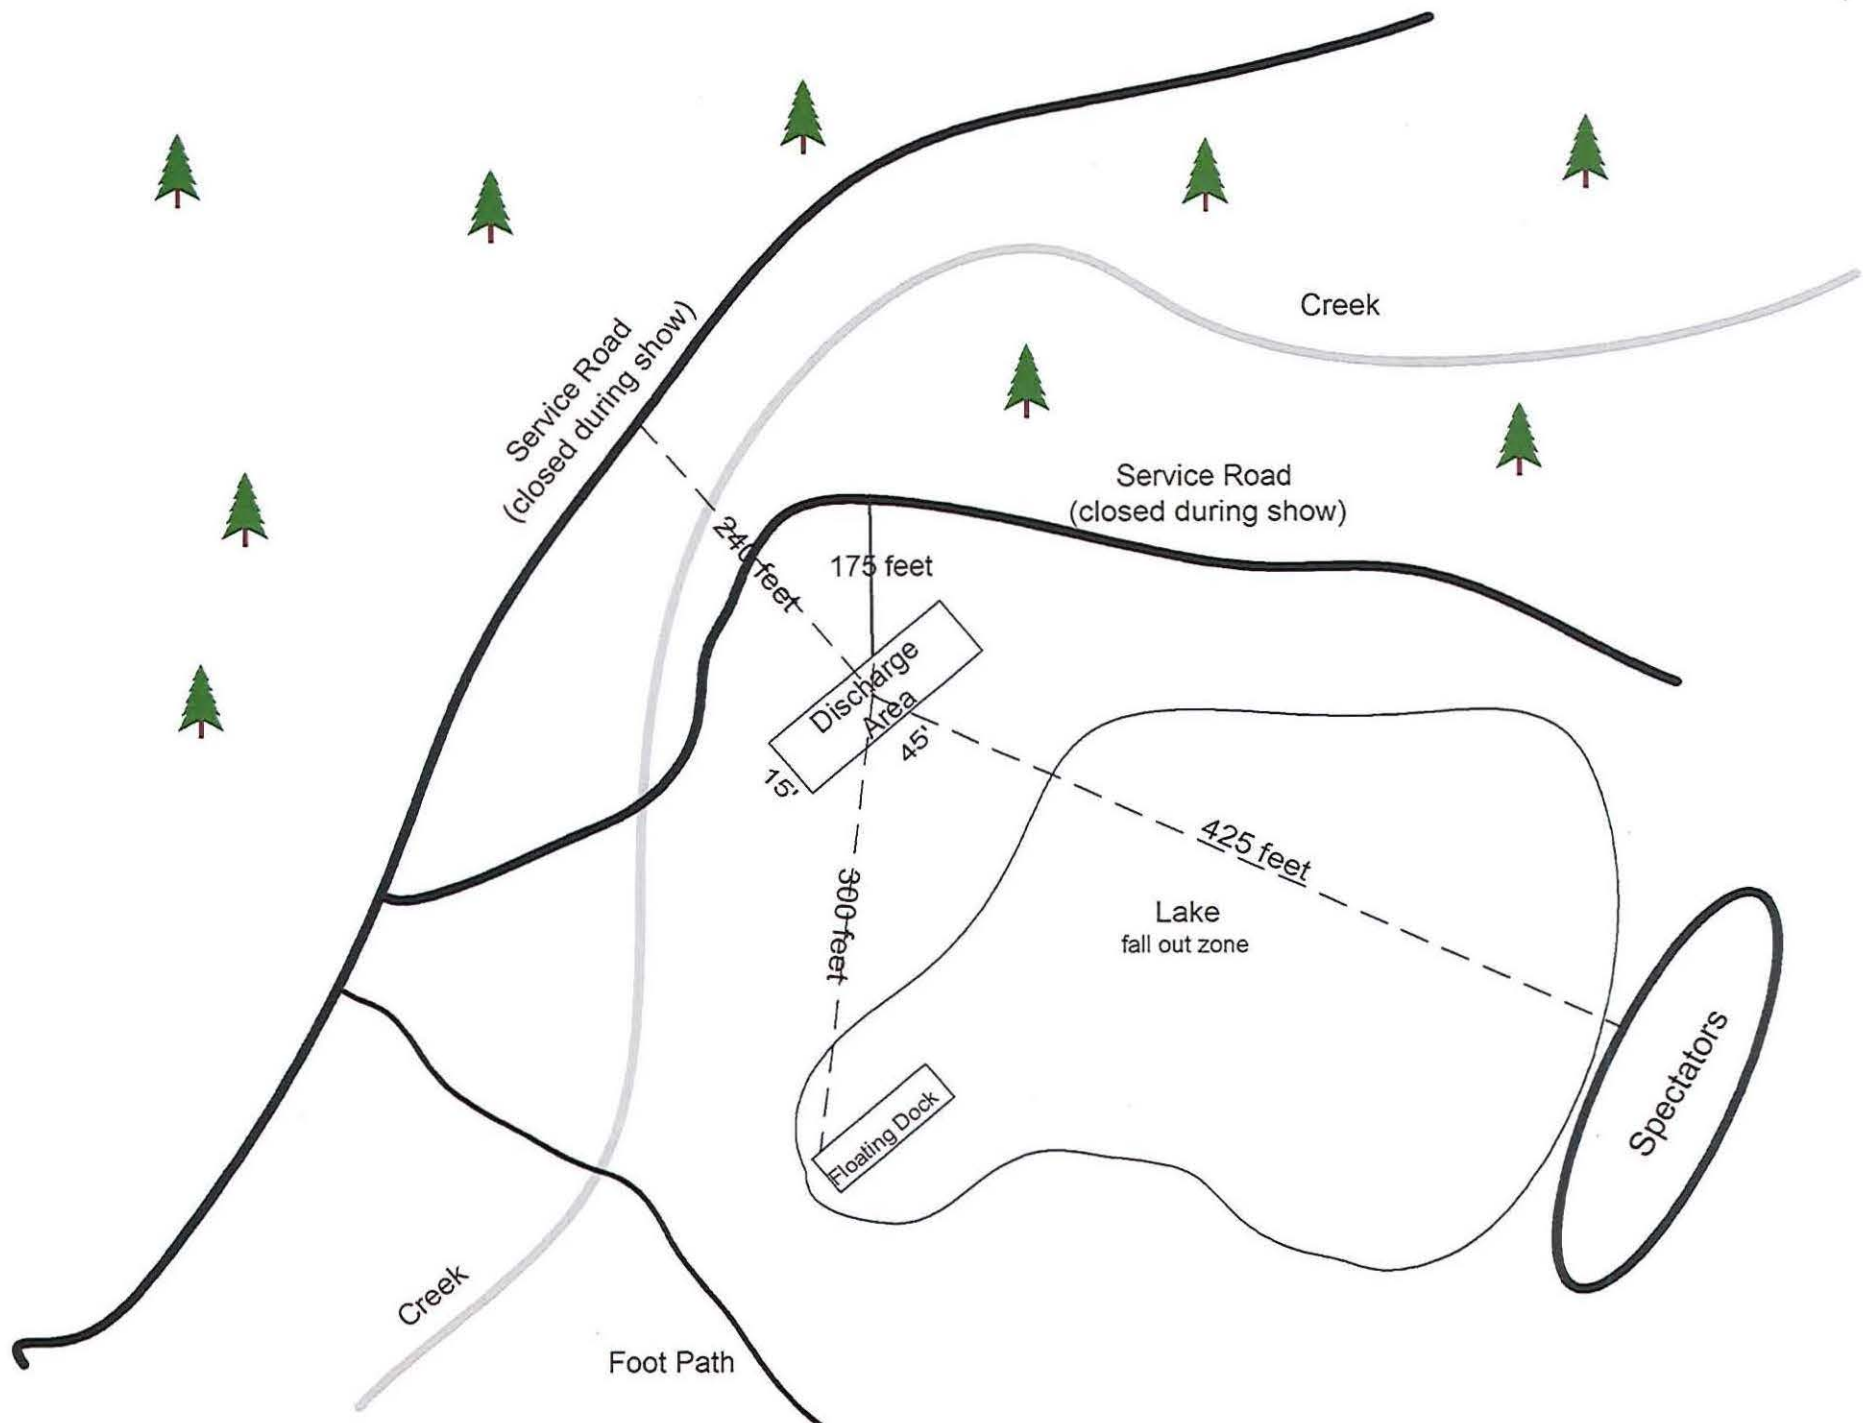 Creek
Service Road
(closed during show)
Service Road
(closed during show)
240 feet
175 feet
Discharge
Area
45'
15'
425 feet
300 feet
Lake
fall out zone
Spectators
Floating Dock
Creek
Foot Path